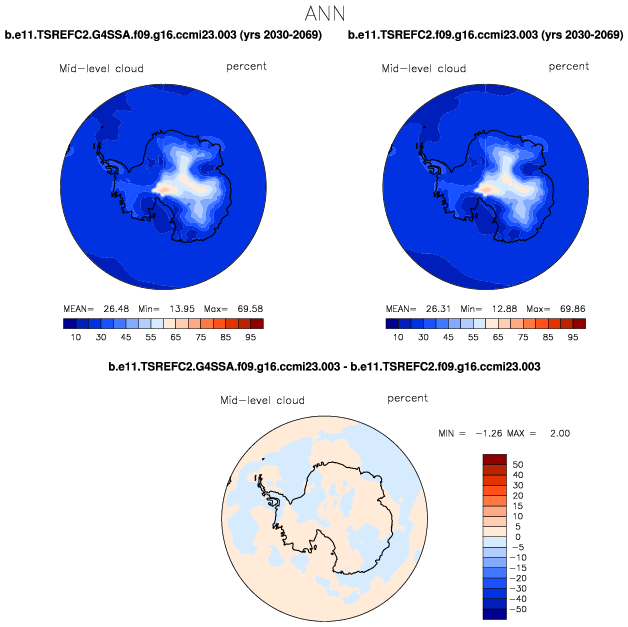 ANN
b.e11.TSREFC2.G4SSA.f09.g16.ccmi23.003 (yrs 2030-2069) b.e11.TSREFC2.f09.g16.ccmi23.003 (yrs 2030-2069)
Mid-level cloud percent Mid-level cloud percent
MEAN= 26.48 Min= 13.95 Max= 69.58 MEAN= 26.31 Min= 12.88 Max= 69.86
10 30 45 55 65 75 85 95 10 30 45 55 65 75 85 95
b.e11.TSREFC2.G4SSA.f09.g16.ccmi23.003 - b.e11.TSREFC2.f09.g16.ccmi23.003
Mid-level cloud percent
MIN = -1.26 MAX = 2.00
50
40
30
20
15
10
5
0
-5
-10
-15
-20
-30
-40
-50